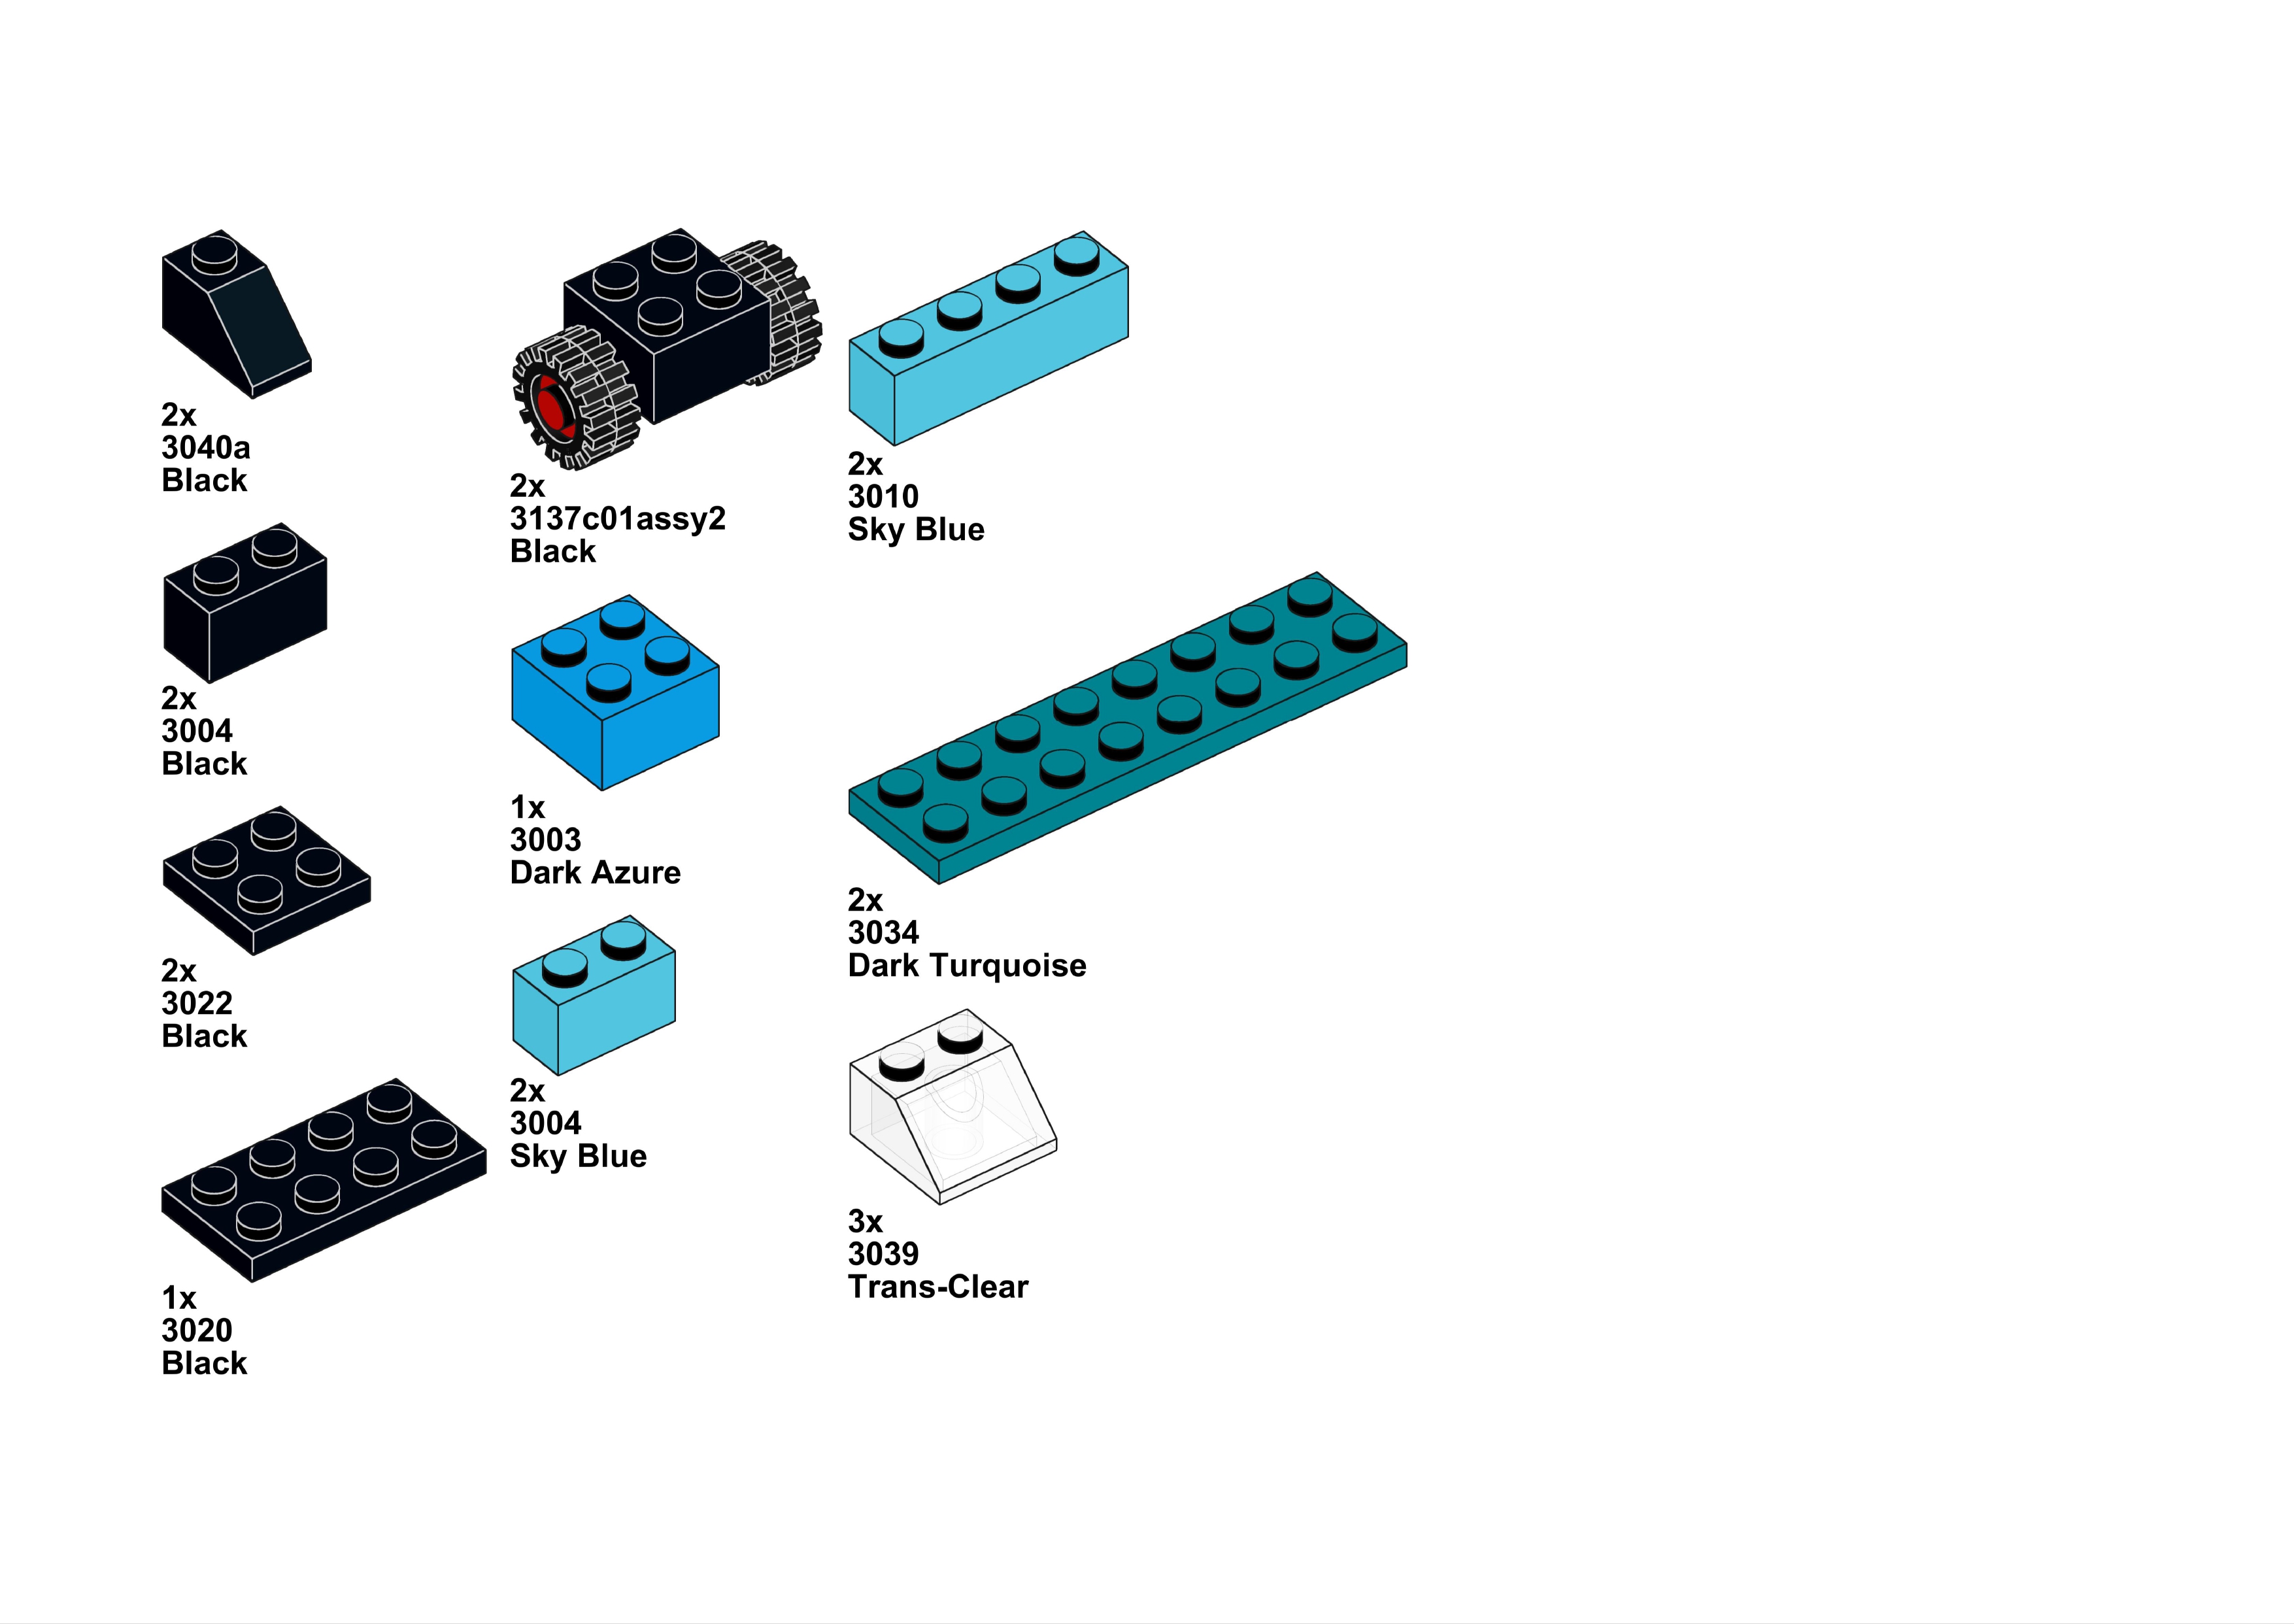 2x
3040a
Black
2x
3004
Black
2x
3022
Black
1x
3020
Black
2x
3137c01assy2
Black
1x
3003
Dark Azure
2x
3004
Sky Blue
2x
3010
Sky Blue
2x
3034
Dark Turquoise
3x
3039
Trans-Clear